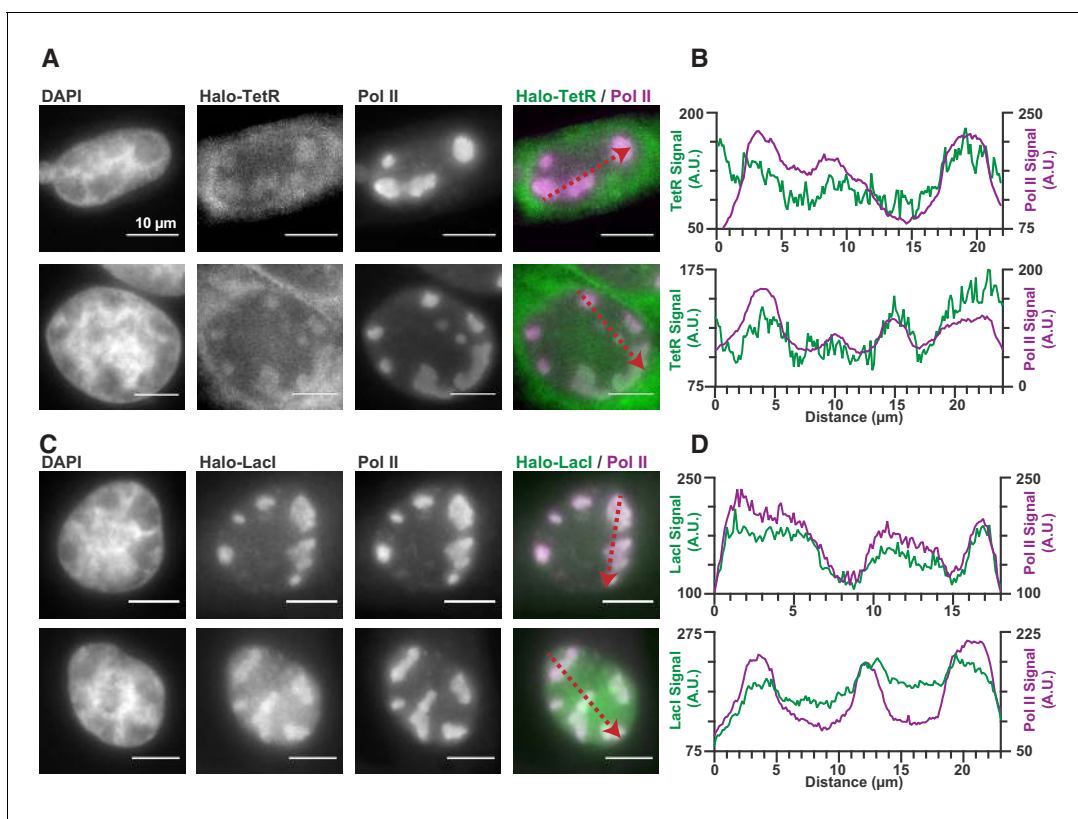 A
B
DAPI
Halo-TetR
Pol II
Halo-TetR / Pol II
10 µm
200
250
TetR Signal
(A.U.)
Pol II Signal
(A.U.)
50
75
0
5
10
15
20
175
200
TetR Signal
(A.U.)
Pol II Signal
(A.U.)
75
0
0
5
10
15
20
Distance (µm)
C
D
DAPI
Halo-LacI
Pol II
Halo-LacI / Pol II
250
250
LacI Signal
(A.U.)
Pol II Signal
(A.U.)
100
100
0
5
10
15
275
225
LacI Signal
(A.U.)
Pol II Signal
(A.U.)
75
50
0
5
10
15
20
Distance (µm)